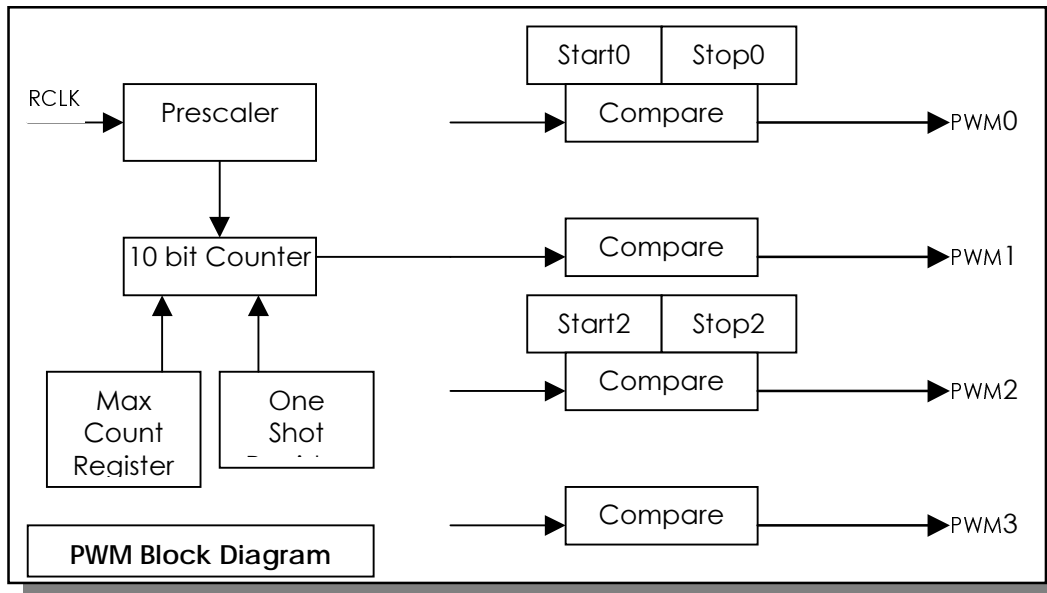 Start0 Stop0
RCLK
Prescaler
Compare
PWM0
10 bit Counter
Compare
PWM1
Start2 Stop2
Compare
PWM2
Max
Count
Register
One
Shot
Compare
PWM3
PWM Block Diagram